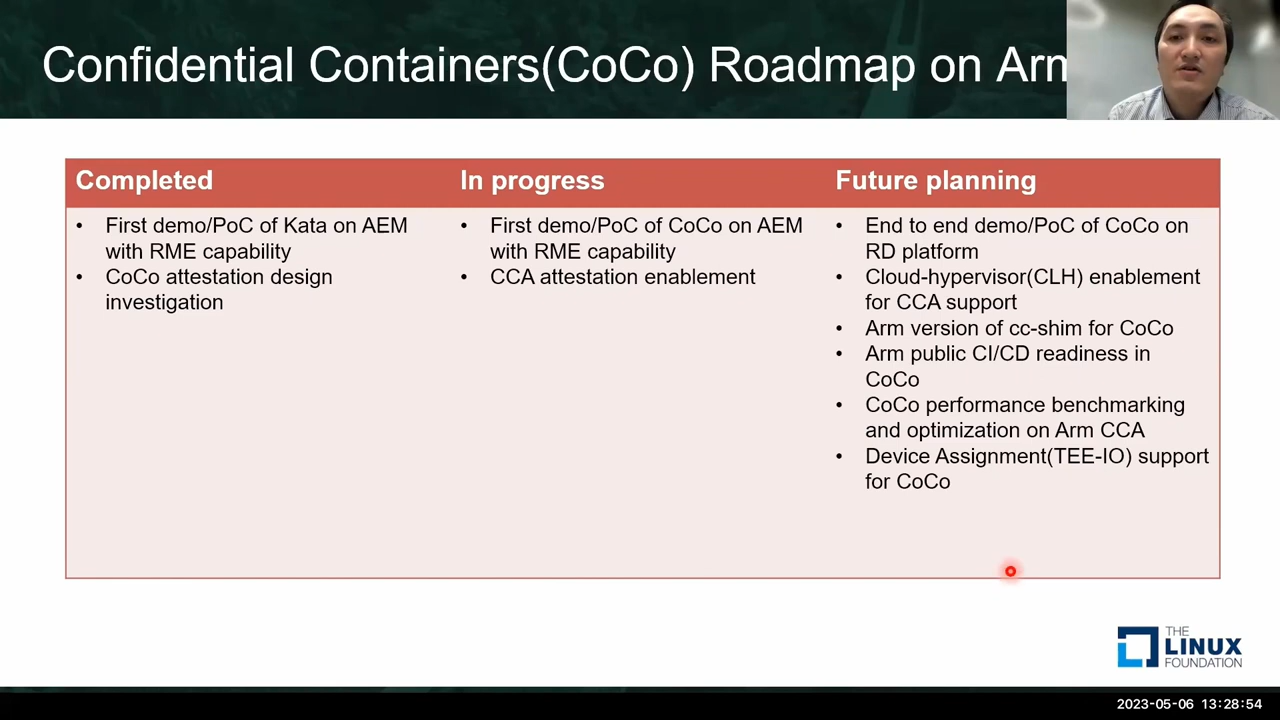 Confidential Containers(CoCo) Roadmap on Arm
Completed
In progress
Future planning
• First demo/PoC of Kata on AEM
with RME capability
• CoCo attestation design
investigation
• First demo/PoC of CoCo on AEM
with RME capability
• CCA attestation enablement
• End to end demo/PoC of CoCo on
RD platform
• Cloud-hypervisor(CLH) enablement
for CCA support
• Arm version of cc-shim for CoCo
• Arm public CI/CD readiness in
CoCo
• CoCo performance benchmarking
and optimization on Arm CCA
• Device Assignment(TEE-IO) support
for CoCo
THE
LINUX
FOUNDATION
2023-05-06 13:28:54